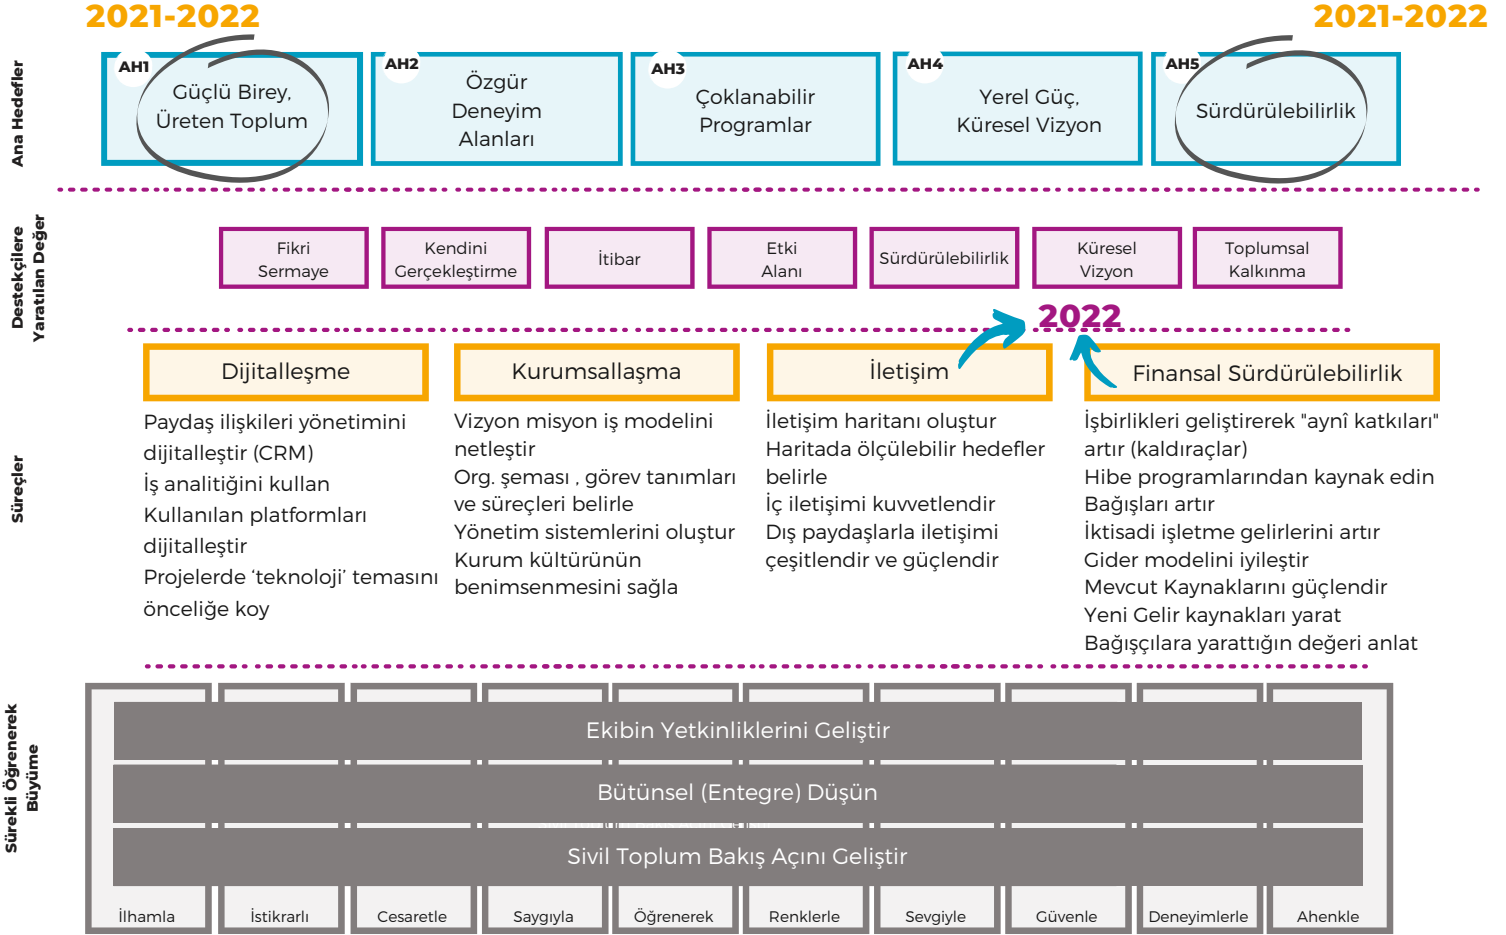 2021-2022
2021-2022
Ana Hedefler
AH1
Güçlü Birey,
Üreten Toplum
AH2
Özgür
Deneyim
Alanları
AH3
Çoklanabilir
Programlar
AH4
Yerel Güç,
Küresel Vizyon
AH5
Sürdürülebilirlik
Destekçilere
Yaratılan Değer
Fikri
Sermaye
Kendini
Gerçekleştirme
İtibar
Etki
Alanı
Sürdürülebilirlik
Küresel
Vizyon
Toplumsal
Kalkınma
2022
Süreçler
Dijitalleşme
Paydaş ilişkileri yönetimini
dijitalleştir (CRM)
İş analitiğini kullan
Kullanılan platformları
dijitalleştir
Projelerde ‘teknoloji’ temasını
önceliğe koy
Kurumsallaşma
Vizyon misyon iş modelini
netleştir
Org. şeması , görev tanımları
ve süreçleri belirle
Yönetim sistemlerini oluştur
Kurum kültürünün
benimsenmesini sağla
İletişim
İletişim haritanı oluştur
Haritada ölçülebilir hedefler
belirle
İç iletişimi kuvvetlendir
Dış paydaşlarla iletişimi
çeşitlendir ve güçlendir
Finansal Sürdürülebilirlik
İşbirlikleri geliştirerek "aynî katkıları"
artır (kaldıraçlar)
Hibe programlarından kaynak edin
Bağışları artır
İktisadi işletme gelirlerini artır
Gider modelini iyileştir
Mevcut Kaynaklarını güçlendir
Yeni Gelir kaynakları yarat
Bağışçılara yarattığın değeri anlat
Sürekli Öğrenerek
Büyüme
Ekibin Yetkinliklerini Geliştir
Bütünsel (Entegre) Düşün
Sivil Toplum Bakış Açını Geliştir
İlhamla
İstikrarlı
Cesaretle
Saygıyla
Öğrenerek
Renklerle
Sevgiyle
Güvenle
Deneyimlerle
Ahenkle